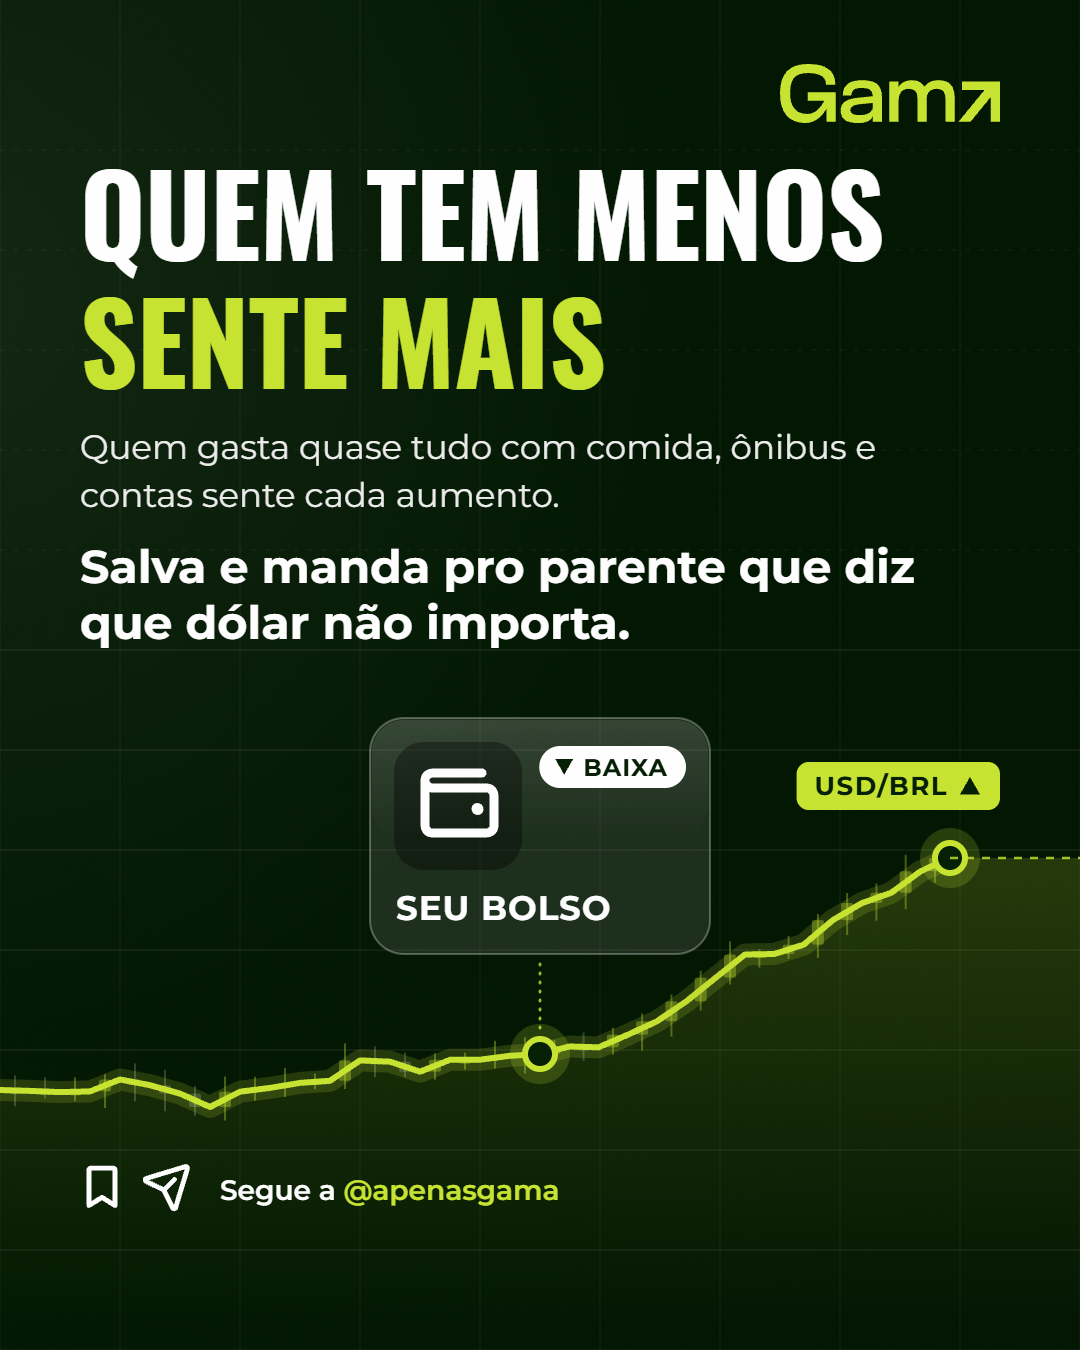 Gama
QUEM TEM MENOS
SENTE MAIS
Quem gasta quase tudo com comida, ônibus e
contas sente cada aumento.
Salva e manda pro parente que diz
que dólar não importa.
▼ BAIXA
USD/BRL ▲
SEU BOLSO
Segue a @apenasgama